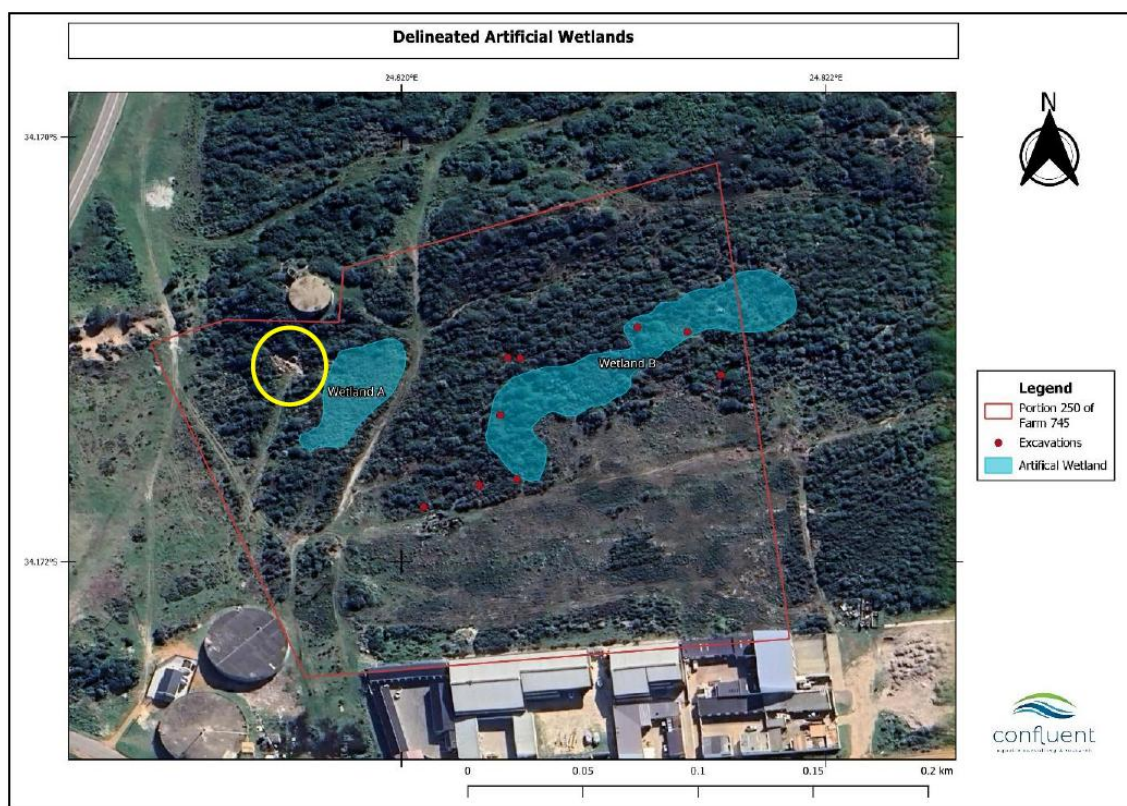 Delineated Artificial Wetlands
24.820°E
24.822°E
34.170°S
N
Wetland A
Wetland B
Legend
Portion 250 of
Farm 745
Excavations
Artifical Wetland
34.172°S
confluent
0
0.05
0.1
0.15
0.2 km